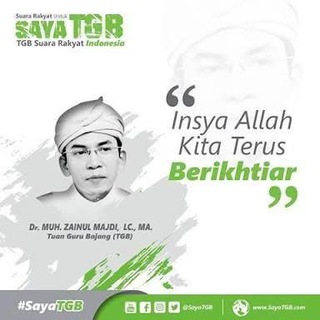 Suara Rakyat Untuk
SAYA TGB
TGB Suara Rakyat Indonesia
“
Insya Allah
Kita Terus
Berikhtiar
”
Dr. MUH. ZAINUL MAJDI, LC., MA.
Tuan Guru Bajang (TGB)
#SayaTGB
@SayaTGB
www.SayaTGB.com